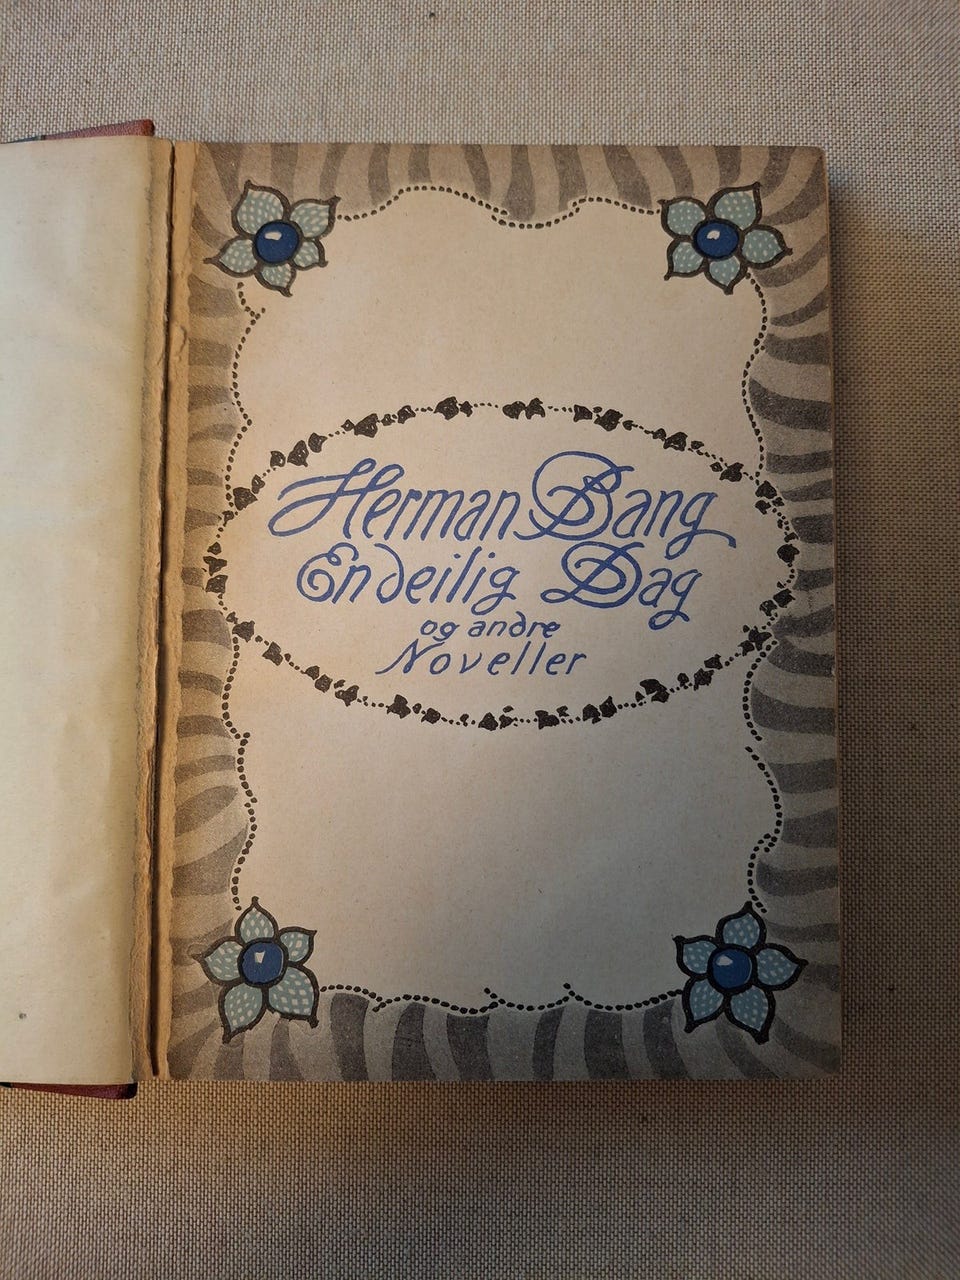 Herman Bang
En deilig Dag
og andre
Noveller